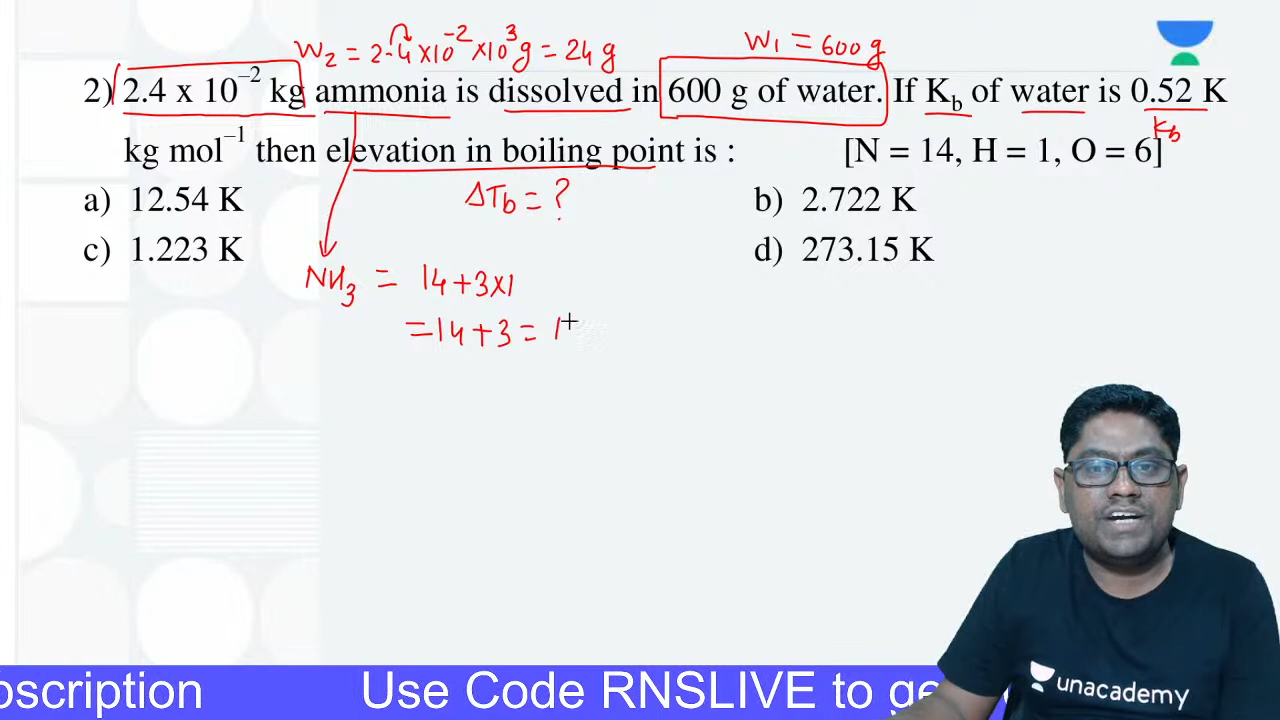 W₂ = 2.4 x 10⁻² x 10³ g = 24 g
W₁ = 600 g
2) 2.4 x 10⁻² kg ammonia is dissolved in 600 g of water. If K_b of water is 0.52 K
K_b
kg mol⁻¹ then elevation in boiling point is : [N = 14, H = 1, O = 6]
ΔT_b = ?
a) 12.54 K b) 2.722 K
c) 1.223 K d) 273.15 K
NH₃ = 14+3x1
= 14+3 = 1
unacademy
bscription Use Code RNSLIVE to ge